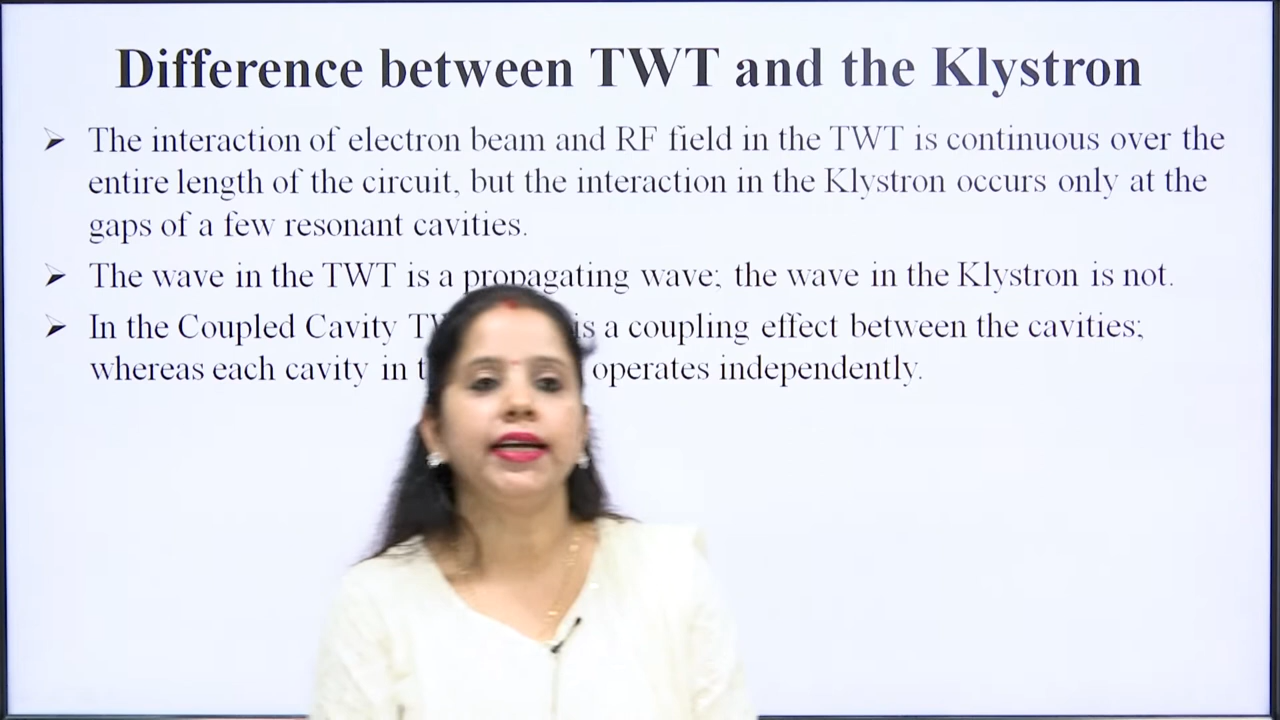 Difference between TWT and the Klystron
➢ The interaction of electron beam and RF field in the TWT is continuous over the
entire length of the circuit, but the interaction in the Klystron occurs only at the
gaps of a few resonant cavities.
➢ The wave in the TWT is a propagating wave; the wave in the Klystron is not.
➢ In the Coupled Cavity is a coupling effect between the cavities;
whereas each cavity in operates independently.